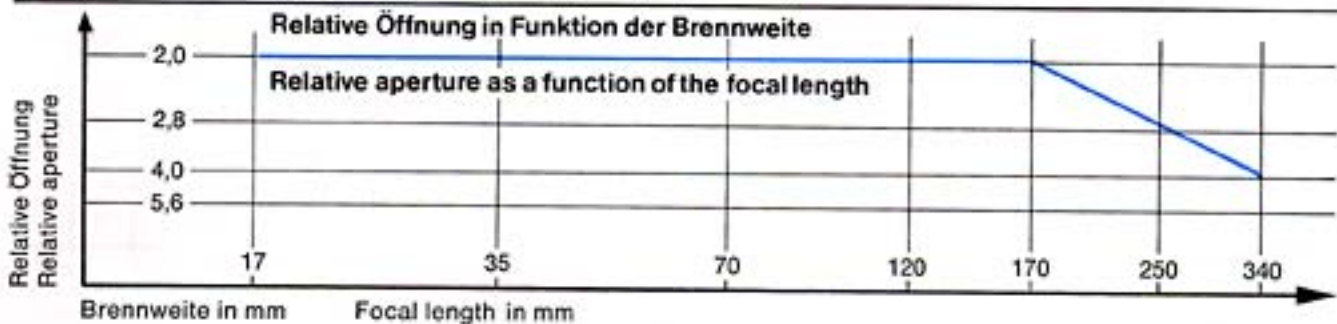 Relative Öffnung in Funktion der Brennweite
Relative aperture as a function of the focal length
Relative Öffnung
Relative aperture
2,0
2,8
4,0
5,6
17 35 70 120 170 250 340
Brennweite in mm Focal length in mm